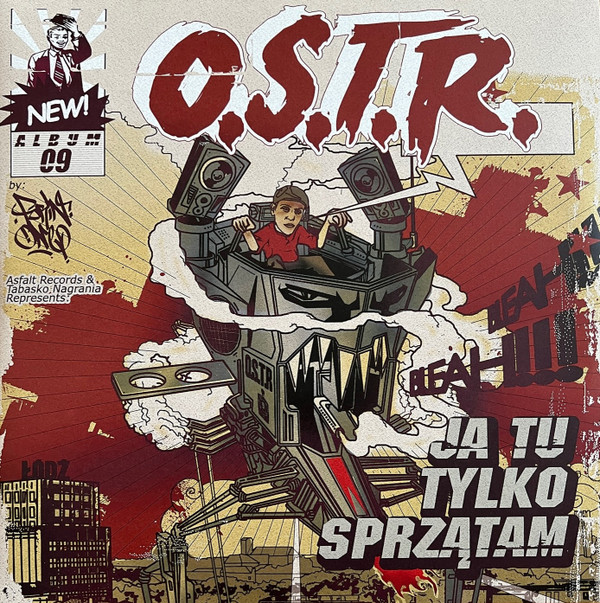 O.S.T.R.
NEW!
ALBUM
09
by:
Asfalt Records &
Tabasko Nagrania
Represents:
BLEAH!!!
BLEAH!!!
O.S.T.R
JA TU
TYLKO
SPRZĄTAM
ŁÓDŹ